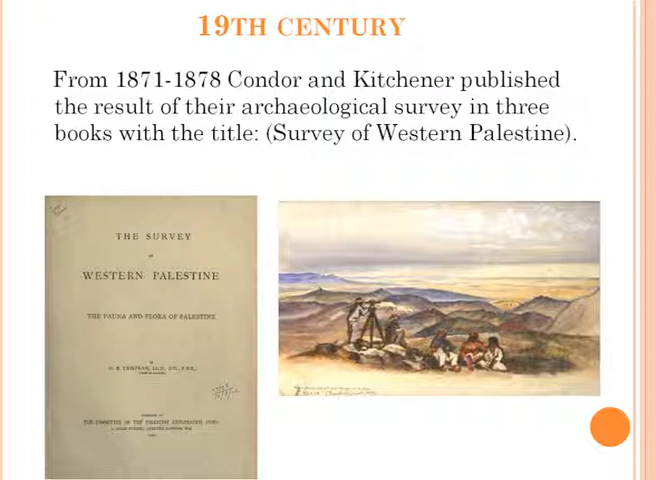 19TH CENTURY
From 1871-1878 Condor and Kitchener published
the result of their archaeological survey in three
books with the title: (Survey of Western Palestine).
THE SURVEY
OF
WESTERN PALESTINE
THE FAUNA AND FLORA OF PALESTINE
BY